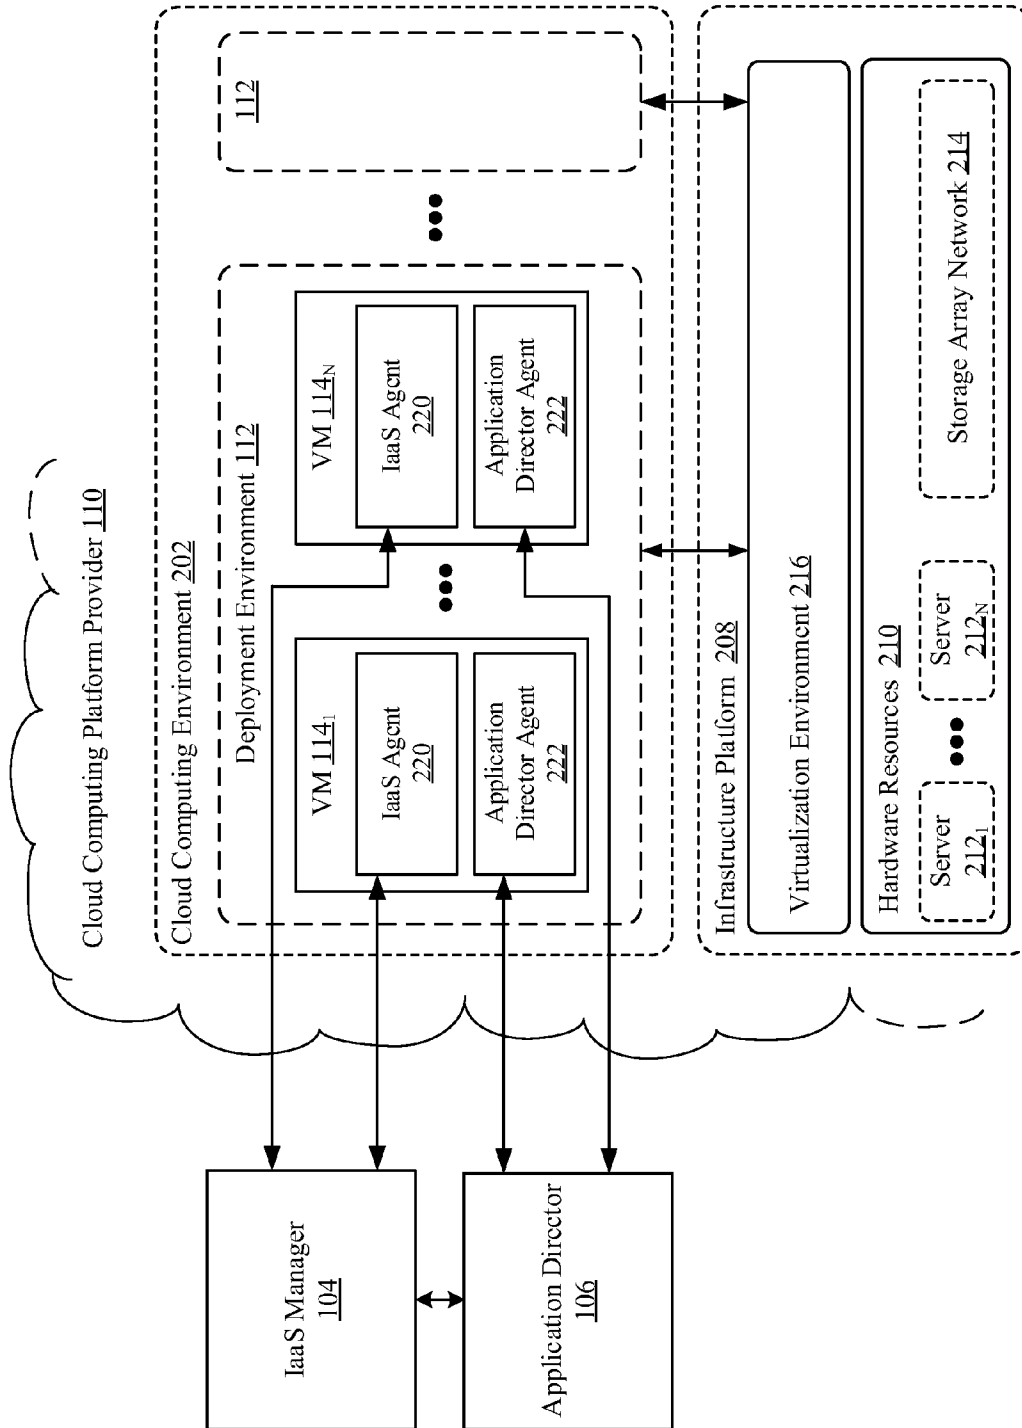 Cloud Computing Platform Provider 110
Cloud Computing Environment 202
Deployment Environment 112
112
VM 114₁
IaaS Agent
220
Application
Director Agent
222
VM 114N
IaaS Agent
220
Application
Director Agent
222
IaaS Manager
104
Application Director
106
Infrastructure Platform 208
Virtualization Environment 216
Hardware Resources 210
Server
212₁
Server
212N
Storage Array Network 214